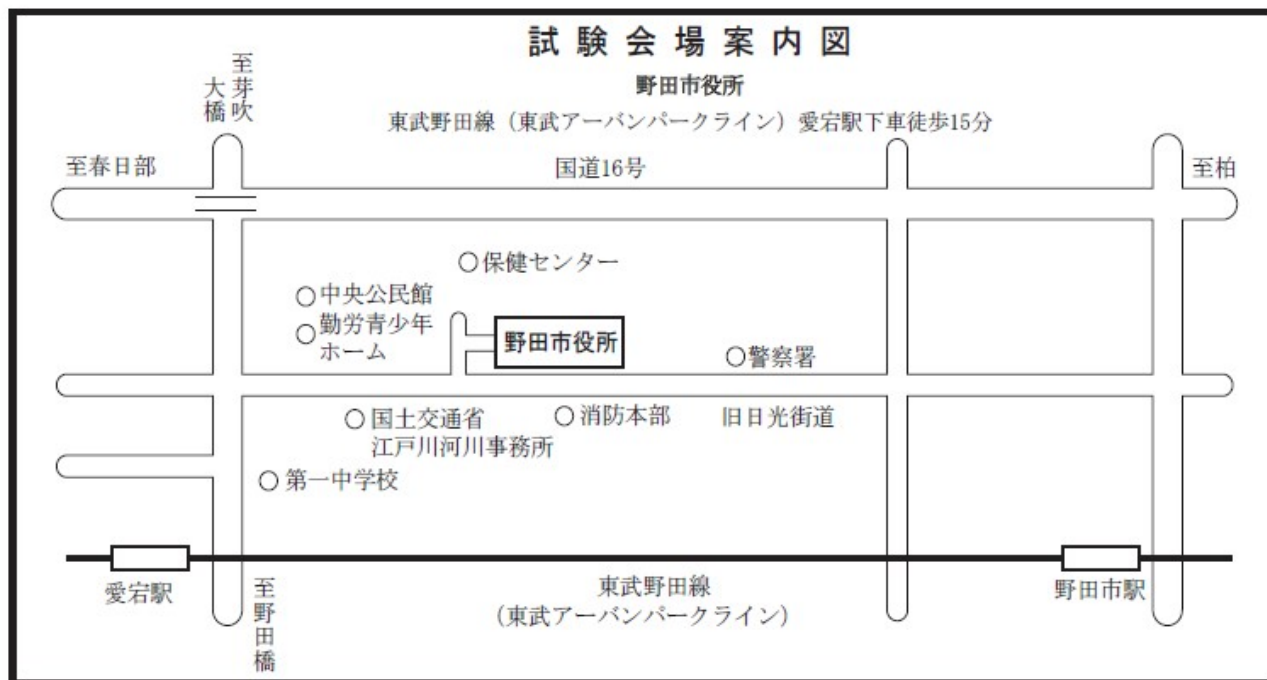 試験会場案内図
野田市役所
東武野田線（東武アーバンパークライン）愛宕駅下車徒歩15分
至芽吹
大橋
至春日部
国道16号
至柏
○保健センター
○中央公民館
○勤労青少年
ホーム
野田市役所
○警察署
○国土交通省
江戸川河川事務所
○消防本部
旧日光街道
○第一中学校
愛宕駅
至野田橋
東武野田線
（東武アーバンパークライン）
野田市駅